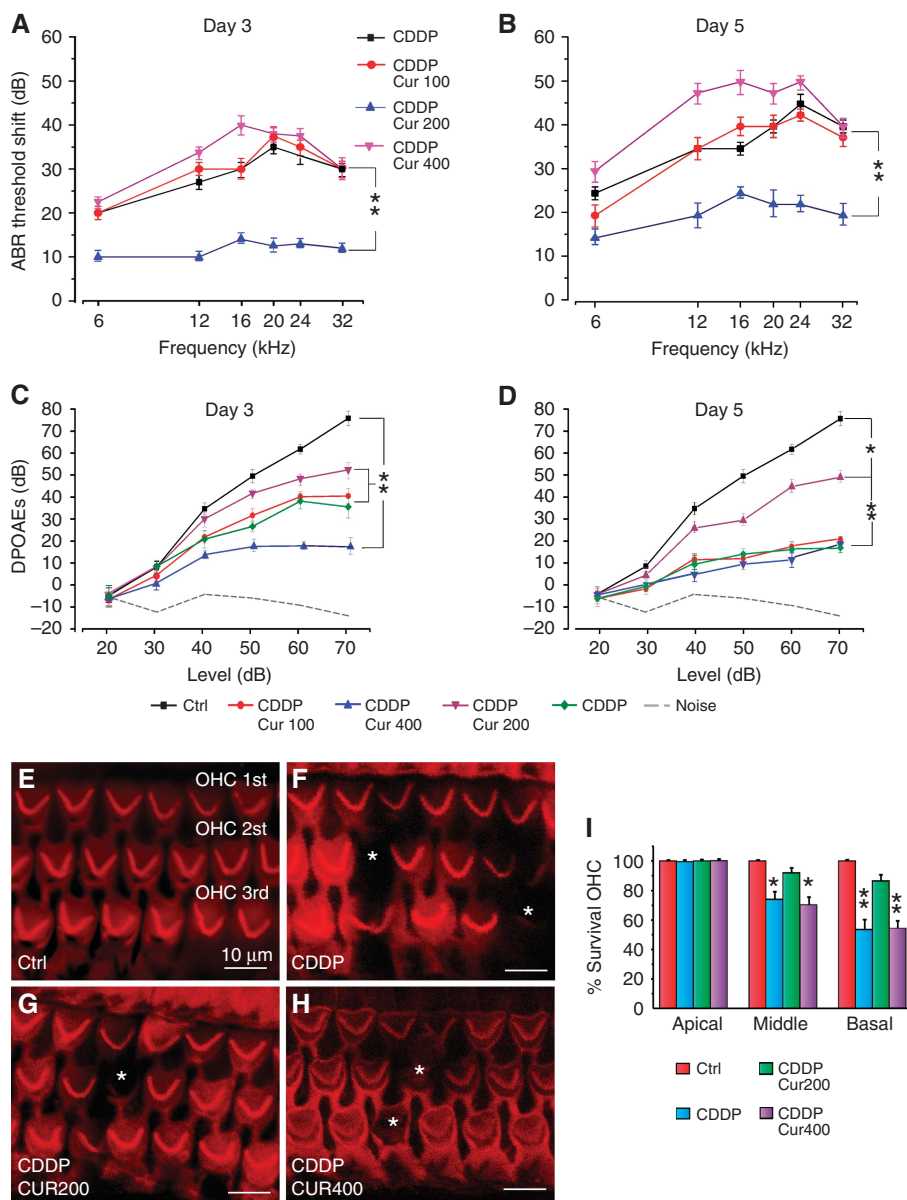 A
Day 3
ABR threshold shift (dB)
60
50
40
30
20
10
0
6 12 16 20 24 32
Frequency (kHz)
CDDP
CDDP
Cur 100
CDDP
Cur 200
CDDP
Cur 400
**
B
Day 5
60
50
40
30
20
10
0
6 12 16 20 24 32
Frequency (kHz)
**
C
Day 3
DPOAEs (dB)
80
70
60
50
40
30
20
10
0
−10
−20
20 30 40 50 60 70
Level (dB)
**
D
Day 5
80
70
60
50
40
30
20
10
0
−10
−20
20 30 40 50 60 70
Level (dB)
*
**
Ctrl
CDDP
Cur 100
CDDP
Cur 400
CDDP
Cur 200
CDDP
Noise
E
OHC 1st
OHC 2st
OHC 3rd
Ctrl
10 μm
F
*
*
CDDP
G
*
CDDP
CUR200
H
*
*
CDDP
CUR400
I
% Survival OHC
100
80
60
40
20
0
* *
** **
Apical Middle Basal
Ctrl
CDDP
Cur200
CDDP
CDDP
Cur400